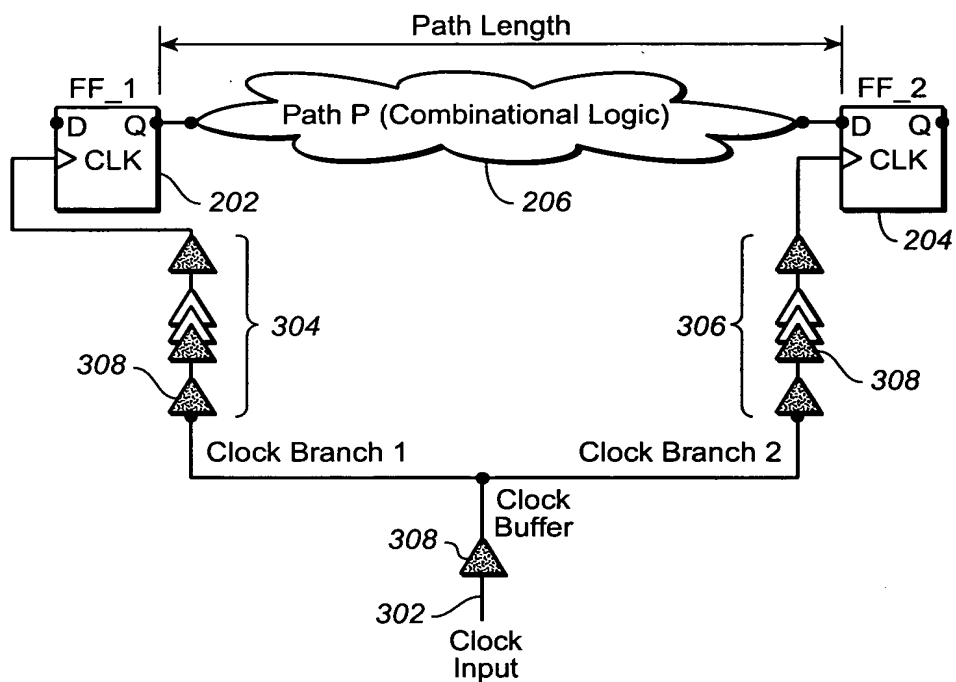 Path Length
FF_1
FF_2
D Q
Path P (Combinational Logic)
D Q
CLK
CLK
202
206
204
304
306
308
308
Clock Branch 1
Clock Branch 2
Clock
Buffer
308
302
Clock
Input